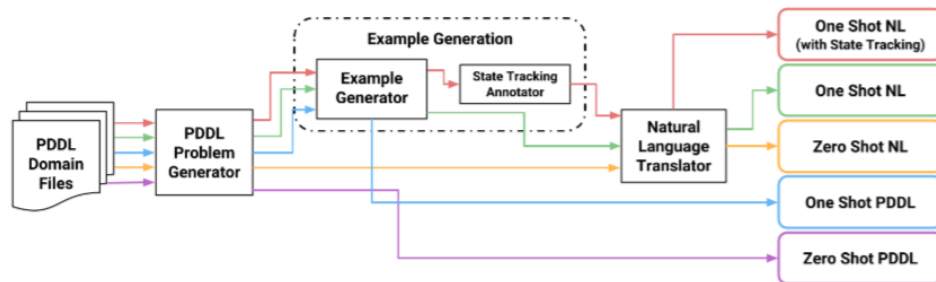 PDDL
Domain
Files
PDDL
Problem
Generator
Example Generation
Example
Generator
State Tracking
Annotator
Natural
Language
Translator
One Shot NL
(with State Tracking)
One Shot NL
Zero Shot NL
One Shot PDDL
Zero Shot PDDL